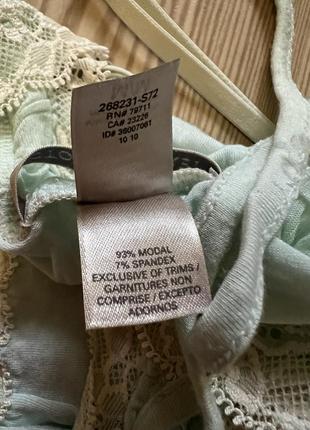 268231-S72
RN# 79711
CA# 23226
ID# 36007061
10 10
93% MODAL
7% SPANDEX
EXCLUSIVE OF TRIMS /
GARNITURES NON
COMPRISE / EXCEPTO
ADORNOS